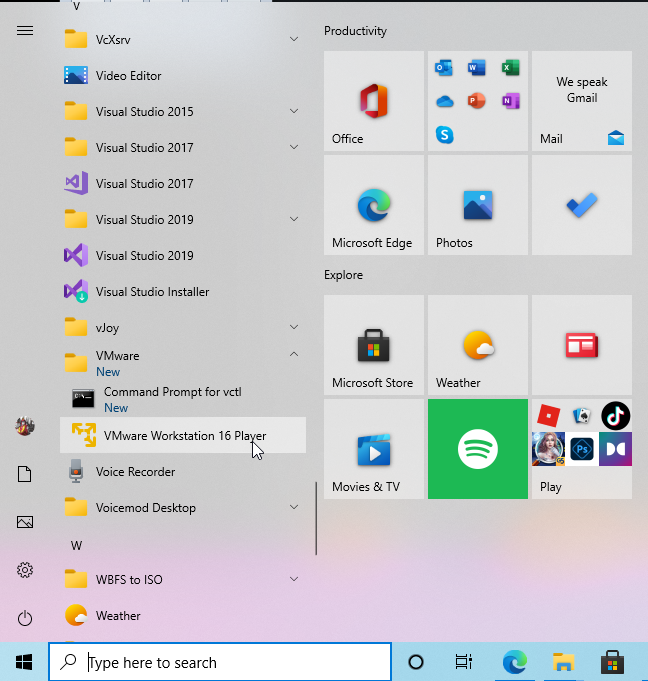 V
VcXsrv
Video Editor
Visual Studio 2015
Visual Studio 2017
Visual Studio 2017
Visual Studio 2019
Visual Studio 2019
Visual Studio Installer
vJoy
VMware
New
Command Prompt for vctl
New
VMware Workstation 16 Player
Voice Recorder
Voicemod Desktop
W
WBFS to ISO
Weather
Productivity
Office
We speak
Gmail
Mail
Microsoft Edge
Photos
Explore
Microsoft Store
Weather
Movies & TV
Play
Type here to search